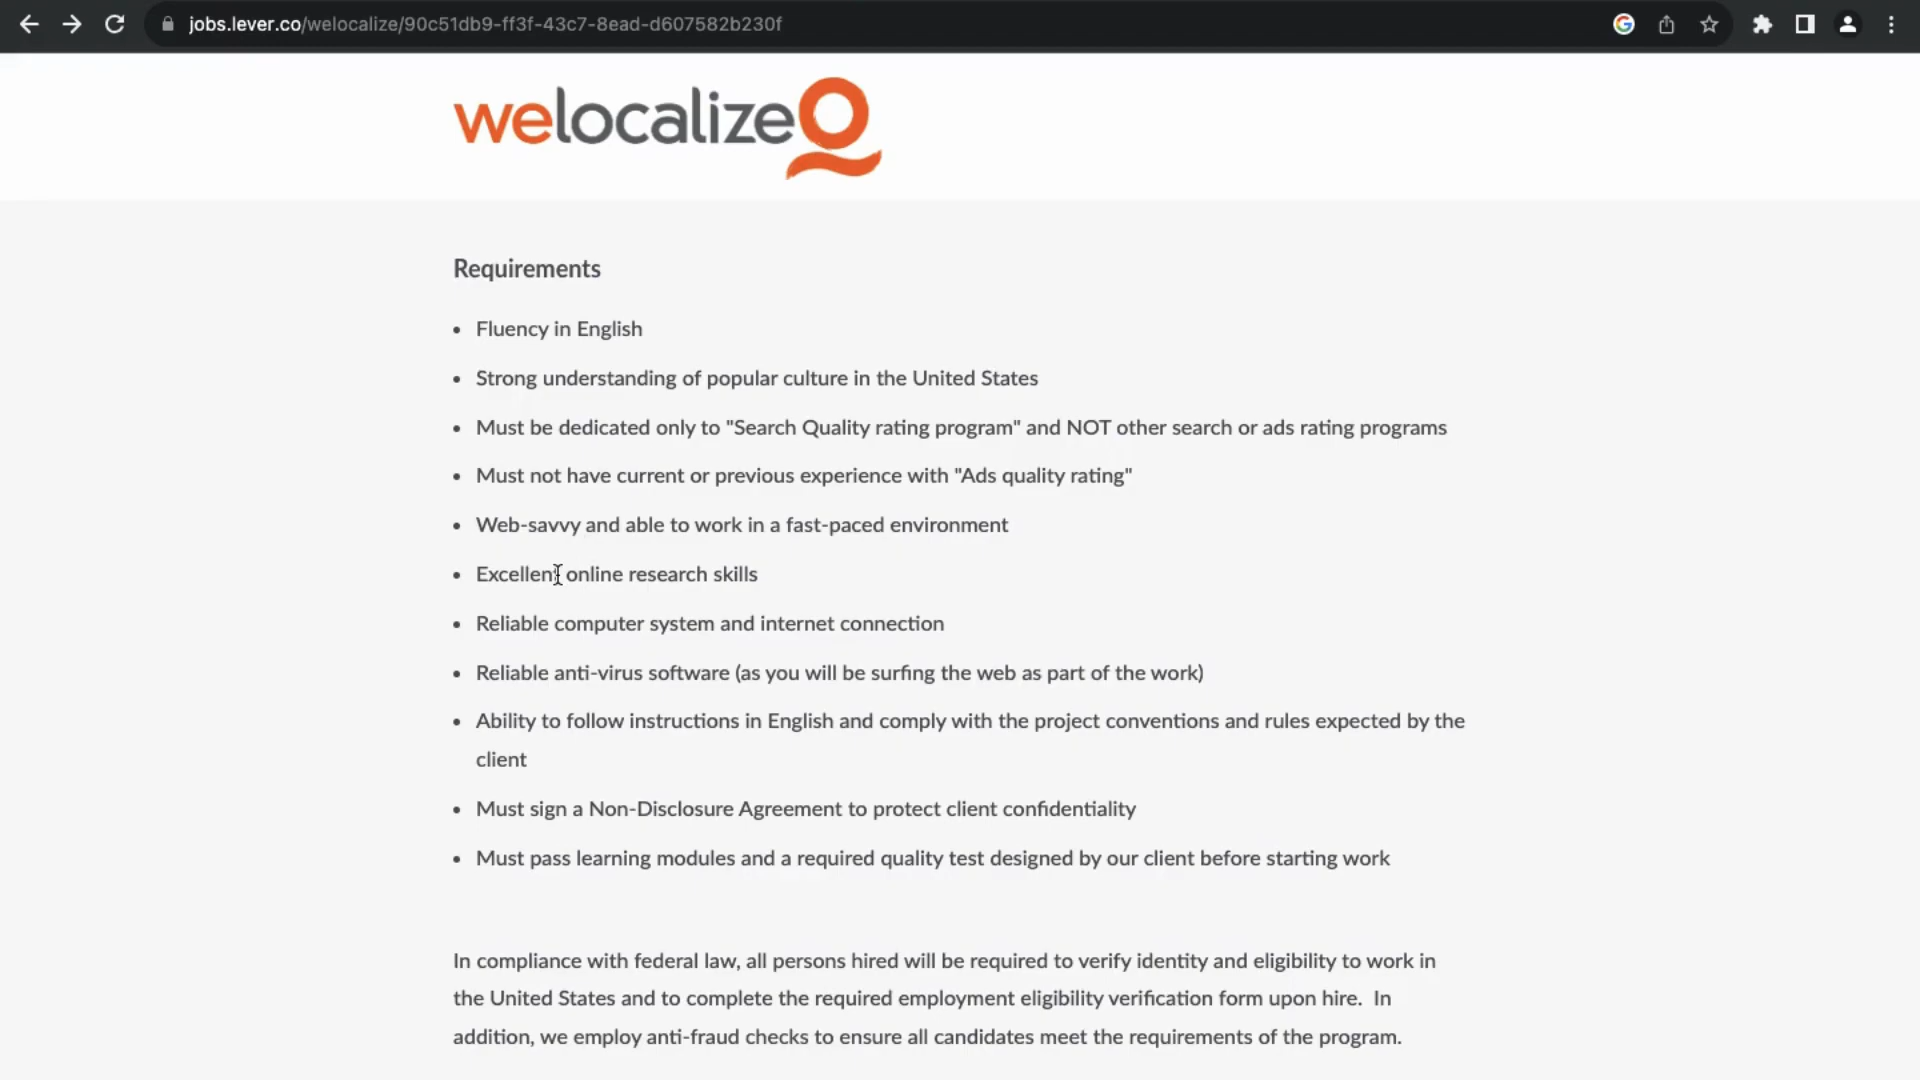 jobs.lever.co/welocalize/90c51db9-ff3f-43c7-8ead-d607582b230f
welocalize
Requirements
• Fluency in English
• Strong understanding of popular culture in the United States
• Must be dedicated only to "Search Quality rating program" and NOT other search or ads rating programs
• Must not have current or previous experience with "Ads quality rating"
• Web-savvy and able to work in a fast-paced environment
• Excellent online research skills
• Reliable computer system and internet connection
• Reliable anti-virus software (as you will be surfing the web as part of the work)
• Ability to follow instructions in English and comply with the project conventions and rules expected by the
client
• Must sign a Non-Disclosure Agreement to protect client confidentiality
• Must pass learning modules and a required quality test designed by our client before starting work
In compliance with federal law, all persons hired will be required to verify identity and eligibility to work in
the United States and to complete the required employment eligibility verification form upon hire.  In
addition, we employ anti-fraud checks to ensure all candidates meet the requirements of the program.